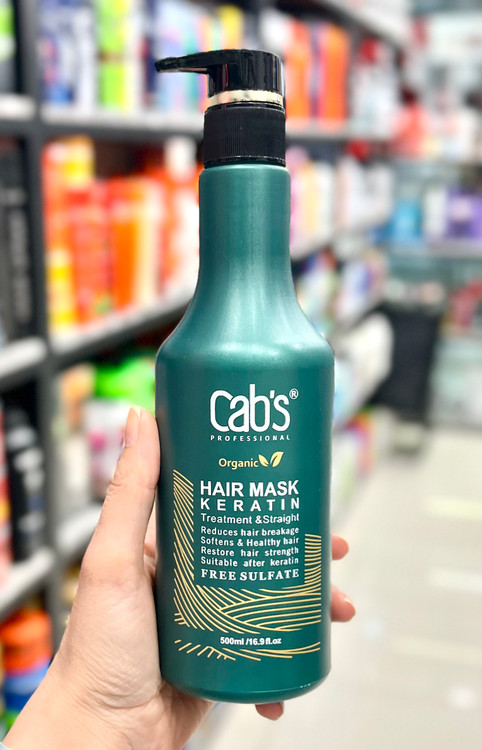 Cab's®
PROFESSIONAL
Organic
HAIR MASK
KERATIN
Treatment &Straight
Reduces hair breakage
Softens & Healthy hair
Restore hair strength
Suitable after keratin
FREE SULFATE
500ml /16.9 fl.oz